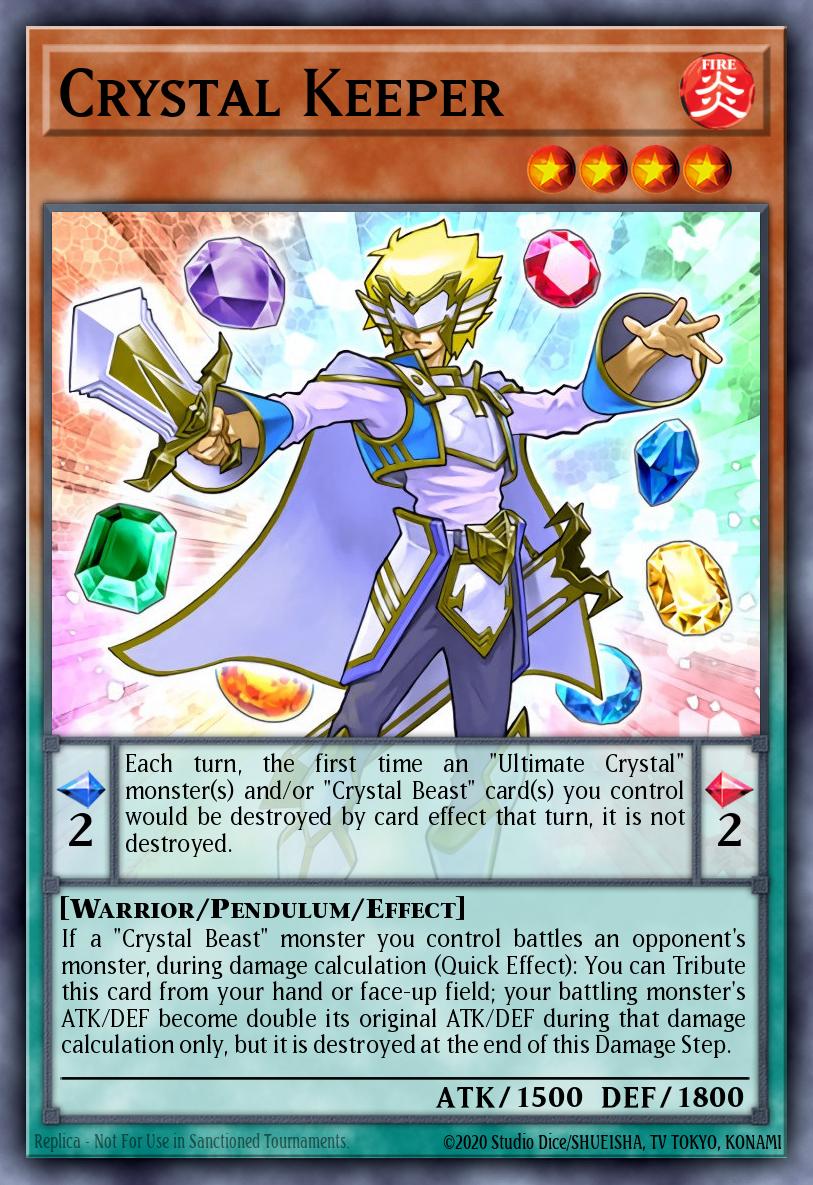 Crystal Keeper
FIRE
炎
Each turn, the first time an "Ultimate Crystal"
monster(s) and/or "Crystal Beast" card(s) you control
would be destroyed by card effect that turn, it is not
destroyed.
2
2
[Warrior/Pendulum/Effect]
If a "Crystal Beast" monster you control battles an opponent's
monster, during damage calculation (Quick Effect): You can Tribute
this card from your hand or face-up field; your battling monster's
ATK/DEF become double its original ATK/DEF during that damage
calculation only, but it is destroyed at the end of this Damage Step.
ATK/1500 DEF/1800
Replica - Not For Use in Sanctioned Tournaments.
©2020 Studio Dice/SHUEISHA, TV TOKYO, KONAMI